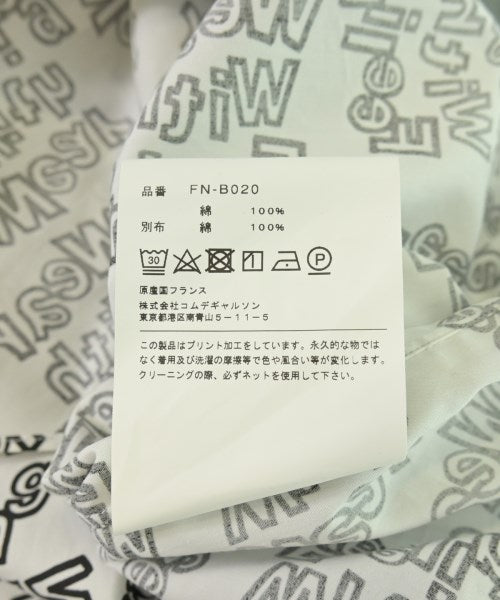 品番 FN-B020
綿 100%
別布 綿 100%
30 P
原産国フランス
株式会社コムデギャルソン
東京都港区南青山5-11-5
この製品はプリント加工をしています。永久的な物では
なく着用及び洗濯の摩擦等で色や風合い等が変化します。
クリーニングの際、必ずネットを使用して下さい。